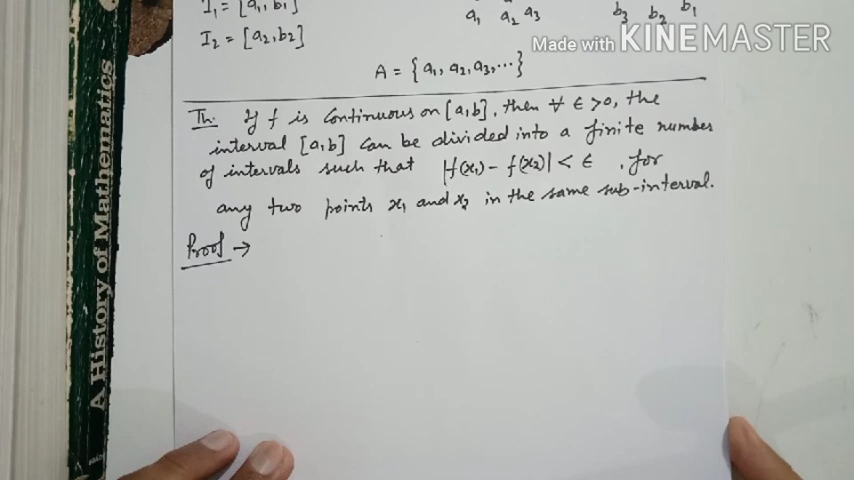 I₁ = [a₁, b₁]
a₁ a₂ a₃ b₃ b₂ b₁
I₂ = [a₂, b₂]
Made with KINEMASTER
A = {a₁, a₂, a₃, ...}
Th. If f is continuous on [a,b], then ∀ ϵ >0, the
interval [a,b] can be divided into a finite number
of intervals such that |f(x₁) - f(x₂)| < ϵ , for
any two points x₁ and x₂ in the same sub-interval.
Proof →
A History of Mathematics